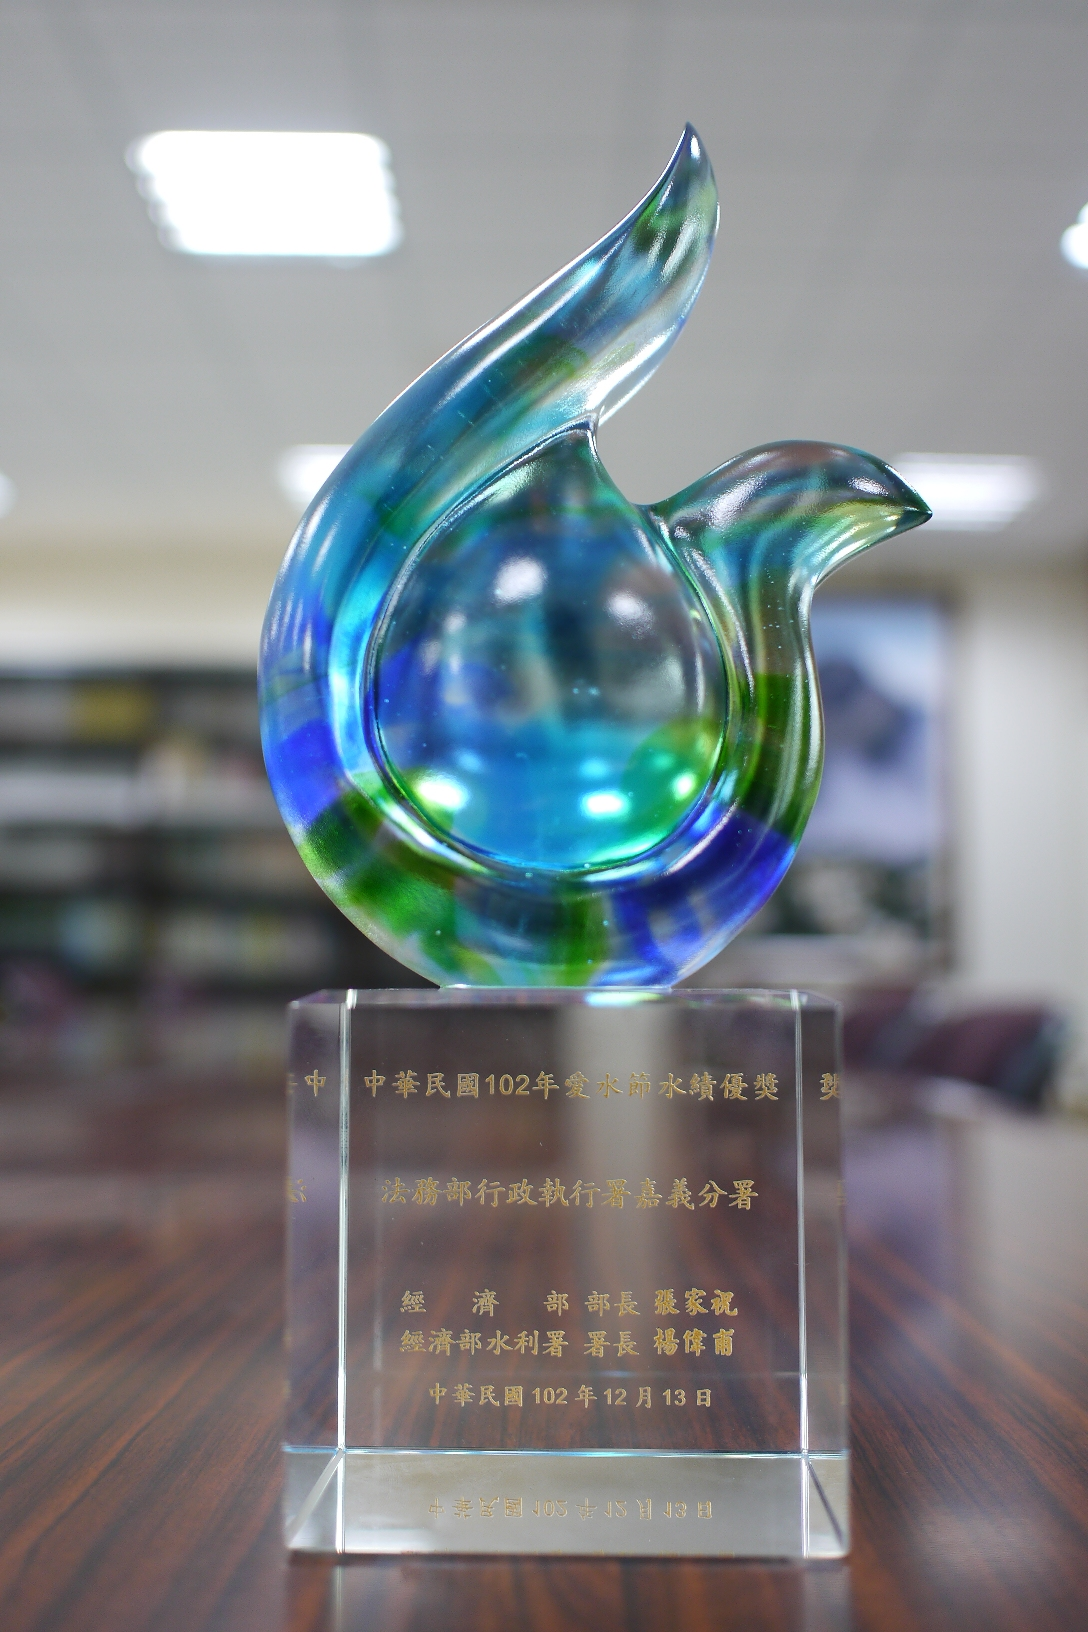 中華民國102年愛水節水績優獎
法務部行政執行署嘉義分署
經濟部 部長 張家祝
經濟部水利署 署長 楊偉甫
中華民國 102 年 12 月 13 日